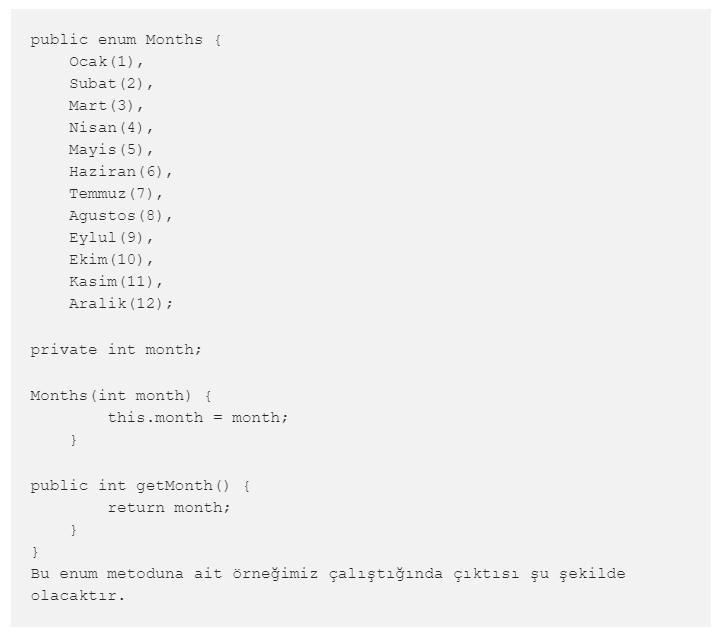 public enum Months {
    Ocak(1),
    Subat(2),
    Mart(3),
    Nisan(4),
    Mayis(5),
    Haziran(6),
    Temmuz(7),
    Agustos(8),
    Eylul(9),
    Ekim(10),
    Kasim(11),
    Aralik(12);

private int month;

Months(int month) {
        this.month = month;
    }

public int getMonth() {
        return month;
    }
}
Bu enum metoduna ait örneğimiz çalıştığında çıktısı şu şekilde
olacaktır.